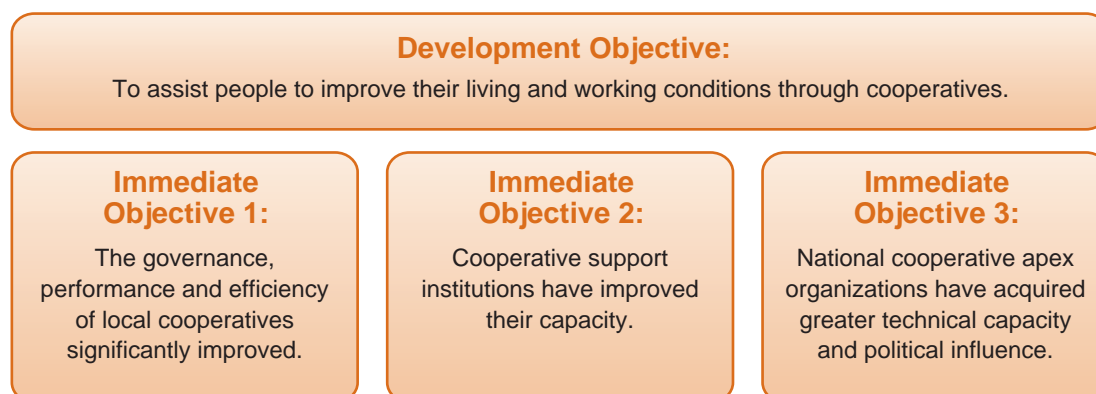 Development Objective:
To assist people to improve their living and working conditions through cooperatives.
Immediate
Objective 1:
The governance,
performance and efficiency
of local cooperatives
significantly improved.
Immediate
Objective 2:
Cooperative support
institutions have improved
their capacity.
Immediate
Objective 3:
National cooperative apex
organizations have acquired
greater technical capacity
and political influence.